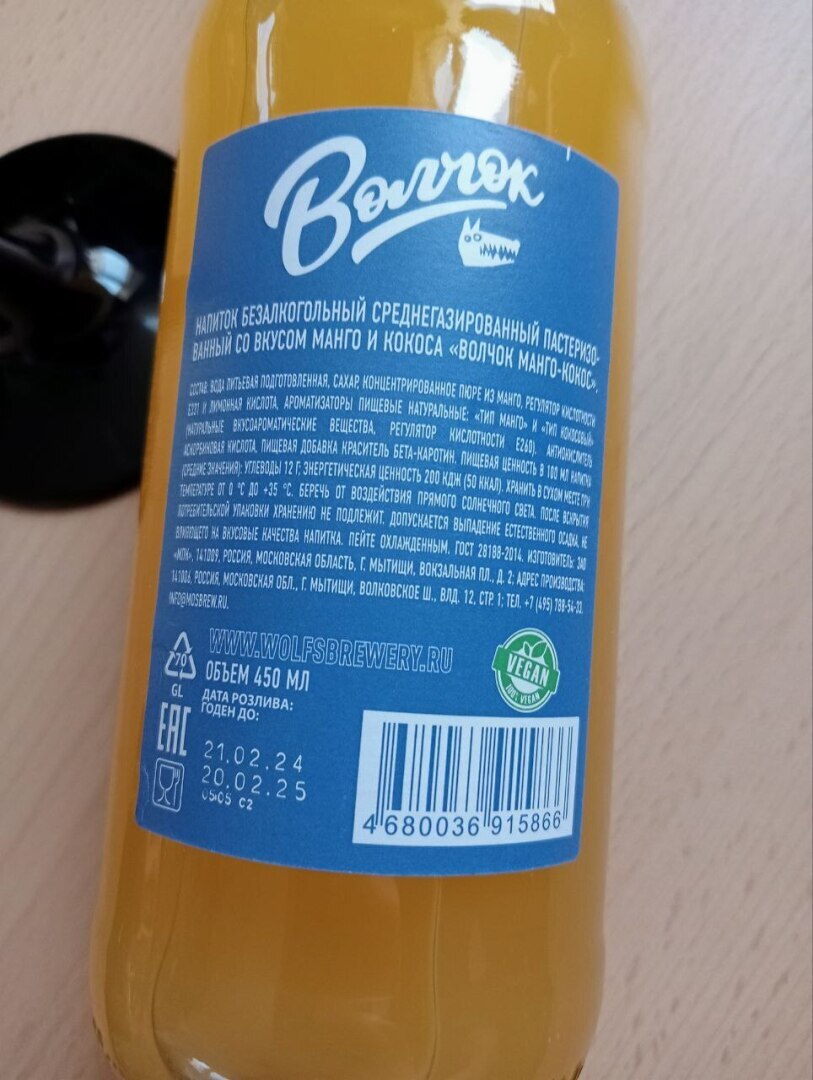 Волчок
НАПИТОК БЕЗАЛКОГОЛЬНЫЙ СРЕДНЕГАЗИРОВАННЫЙ ПАСТЕРИЗО-
ВАННЫЙ СО ВКУСОМ МАНГО И КОКОСА «ВОЛЧОК МАНГО-КОКОС».
СОСТАВ: ВОДА ПИТЬЕВАЯ ПОДГОТОВЛЕННАЯ, САХАР, КОНЦЕНТРИРОВАННОЕ ПЮРЕ ИЗ МАНГО, РЕГУЛЯТОР КИСЛОТНОСТИ
Е331 И ЛИМОННАЯ КИСЛОТА, АРОМАТИЗАТОРЫ ПИЩЕВЫЕ НАТУРАЛЬНЫЕ: «ТИП МАНГО» И «ТИП КОКОСОВЫЙ»
(НАТУРАЛЬНЫЕ ВКУСОАРОМАТИЧЕСКИЕ ВЕЩЕСТВА, РЕГУЛЯТОР КИСЛОТНОСТИ Е260), АНТИОКИСЛИТЕЛЬ
АСКОРБИНОВАЯ КИСЛОТА, ПИЩЕВАЯ ДОБАВКА КРАСИТЕЛЬ БЕТА-КАРОТИН. ПИЩЕВАЯ ЦЕННОСТЬ В 100 МЛ НАПИТКА
(СРЕДНИЕ ЗНАЧЕНИЯ): УГЛЕВОДЫ 12 Г; ЭНЕРГЕТИЧЕСКАЯ ЦЕННОСТЬ 200 КДЖ (50 ККАЛ). ХРАНИТЬ В СУХОМ МЕСТЕ ПРИ
ТЕМПЕРАТУРЕ ОТ 0 °С ДО +35 °С. БЕРЕЧЬ ОТ ВОЗДЕЙСТВИЯ ПРЯМОГО СОЛНЕЧНОГО СВЕТА. ПОСЛЕ ВСКРЫТИЯ
ПОТРЕБИТЕЛЬСКОЙ УПАКОВКИ ХРАНЕНИЮ НЕ ПОДЛЕЖИТ. ДОПУСКАЕТСЯ ВЫПАДЕНИЕ ЕСТЕСТВЕННОГО ОСАДКА, НЕ
ВЛИЯЮЩЕГО НА ВКУСОВЫЕ КАЧЕСТВА НАПИТКА. ПЕЙТЕ ОХЛАЖДЕННЫМ. ГОСТ 28188-2014. ИЗГОТОВИТЕЛЬ: ЗАО
«МПК», 141009, РОССИЯ, МОСКОВСКАЯ ОБЛАСТЬ, Г. МЫТИЩИ, ВОКЗАЛЬНАЯ ПЛ., Д. 2; АДРЕС ПРОИЗВОДСТВА:
141006, РОССИЯ, МОСКОВСКАЯ ОБЛ., Г. МЫТИЩИ, ВОЛКОВСКОЕ Ш., ВЛД. 12, СТР. 1; ТЕЛ. +7 (495) 788-54-33,
INFO@MOSBREW.RU.
WWW.WOLFSBREWERY.RU
70
GL
ОБЪЕМ 450 МЛ
ДАТА РОЗЛИВА:
ГОДЕН ДО:
VEGAN
100% VEGAN
EAC
21.02.24
20.02.25
05:05 C2
4 680036 915866